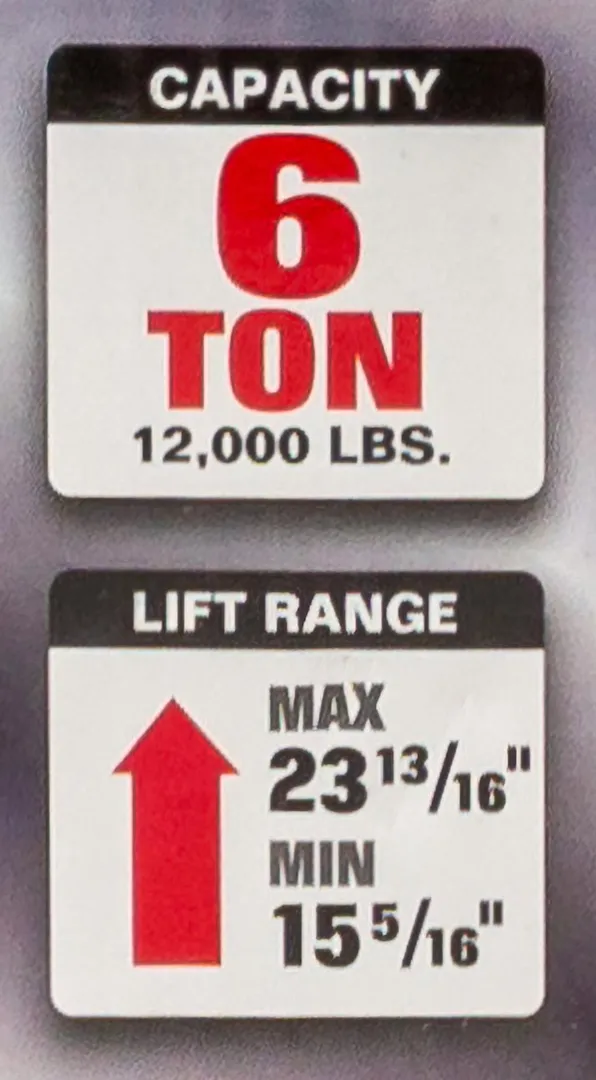 CAPACITY
6
TON
12,000 LBS.
LIFT RANGE
MAX
23 13/16"
MIN
15 5/16"